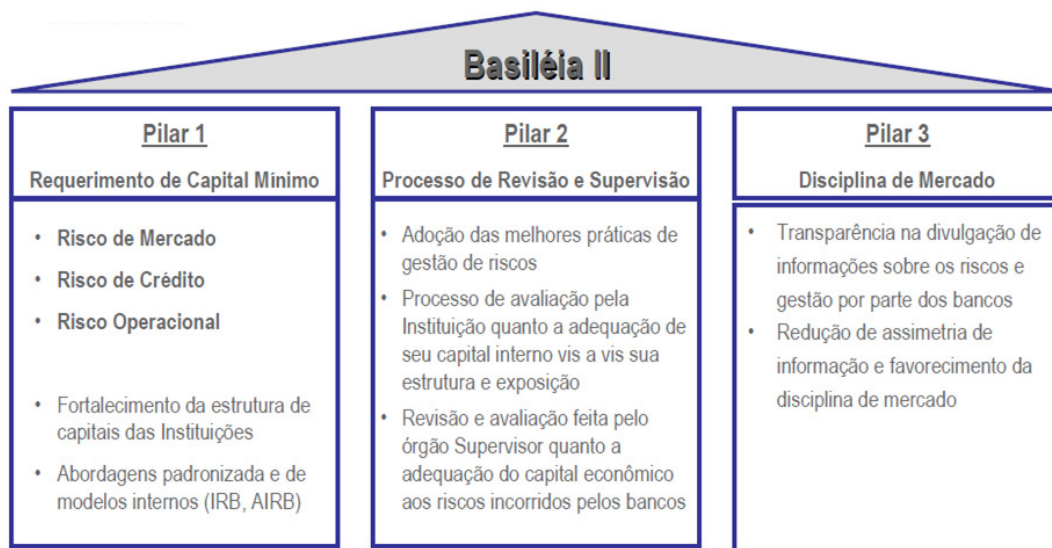 Basiléia II
Pilar 1
Requerimento de Capital Mínimo
• Risco de Mercado
• Risco de Crédito
• Risco Operacional
• Fortalecimento da estrutura de
capitais das Instituições
• Abordagens padronizada e de
modelos internos (IRB, AIRB)
Pilar 2
Processo de Revisão e Supervisão
• Adoção das melhores práticas de
gestão de riscos
• Processo de avaliação pela
Instituição quanto a adequação de
seu capital interno vis a vis sua
estrutura e exposição
• Revisão e avaliação feita pelo
órgão Supervisor quanto a
adequação do capital econômico
aos riscos incorridos pelos bancos
Pilar 3
Disciplina de Mercado
• Transparência na divulgação de
informações sobre os riscos e
gestão por parte dos bancos
• Redução de assimetria de
informação e favorecimento da
disciplina de mercado